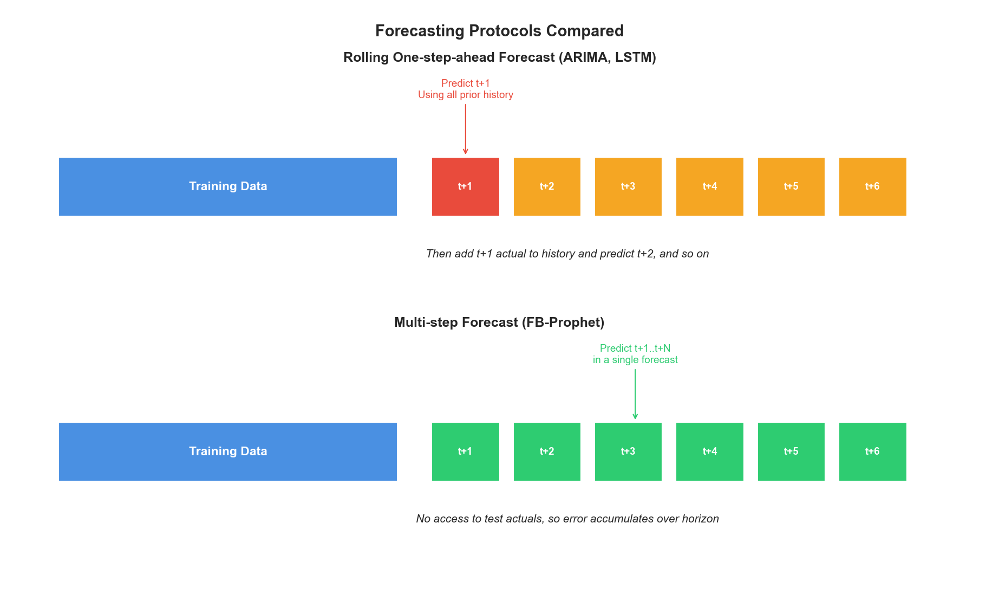 Forecasting Protocols Compared
Rolling One-step-ahead Forecast (ARIMA, LSTM)
Predict t+1
Using all prior history
Training Data
t+1
t+2
t+3
t+4
t+5
t+6
Then add t+1 actual to history and predict t+2, and so on
Multi-step Forecast (FB-Prophet)
Predict t+1..t+N
in a single forecast
Training Data
t+1
t+2
t+3
t+4
t+5
t+6
No access to test actuals, so error accumulates over horizon